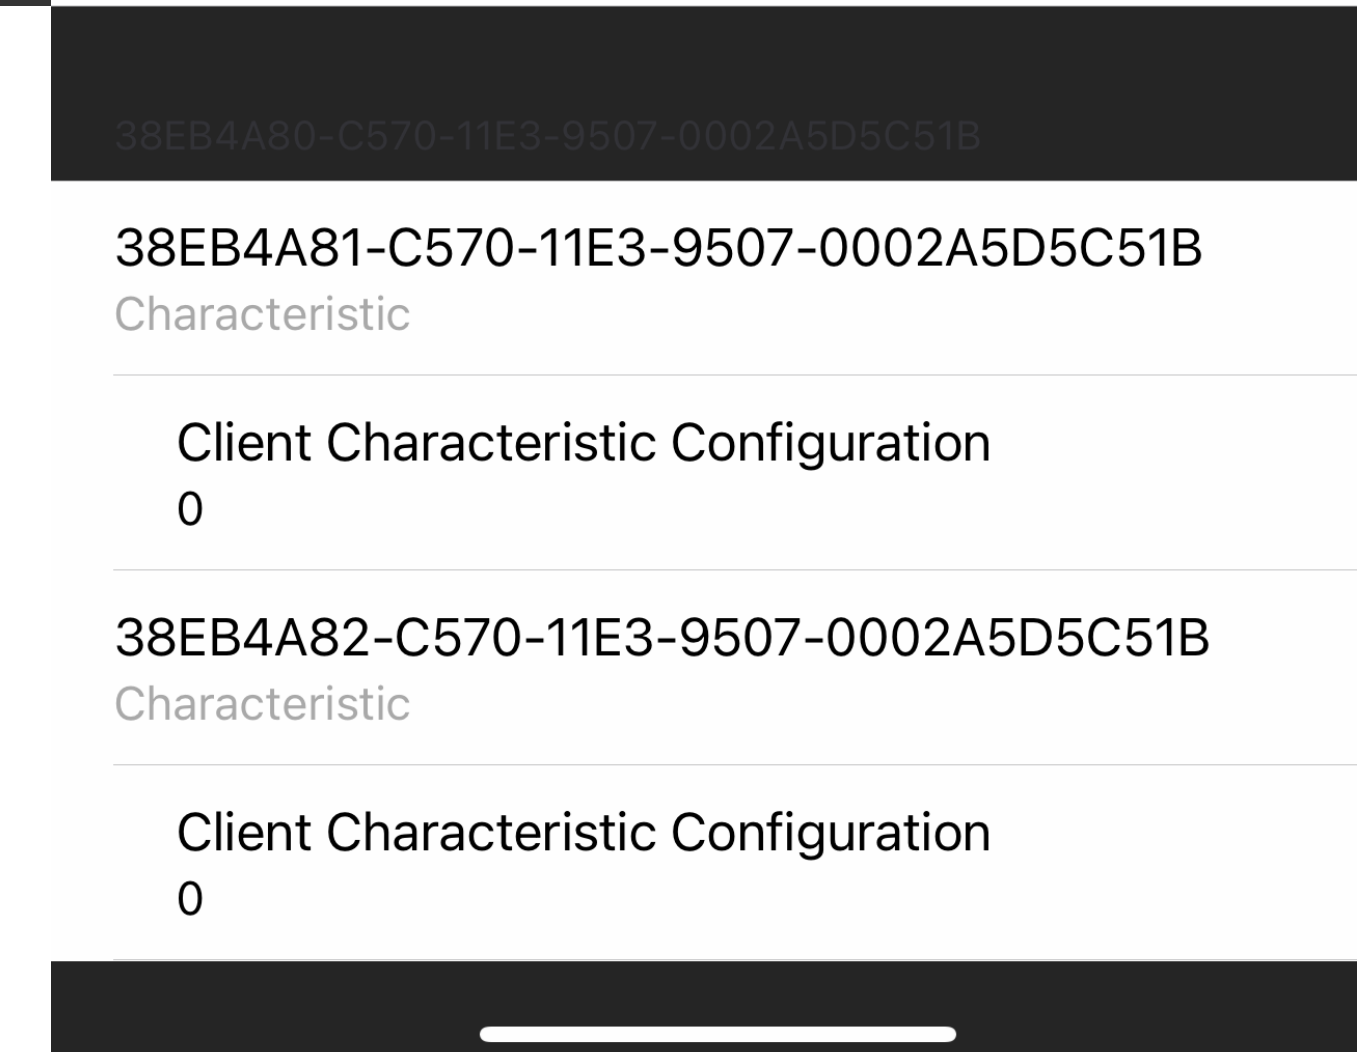 38EB4A80-C570-11E3-9507-0002A5D5C51B
38EB4A81-C570-11E3-9507-0002A5D5C51B
Characteristic
Client Characteristic Configuration
0
38EB4A82-C570-11E3-9507-0002A5D5C51B
Characteristic
Client Characteristic Configuration
0